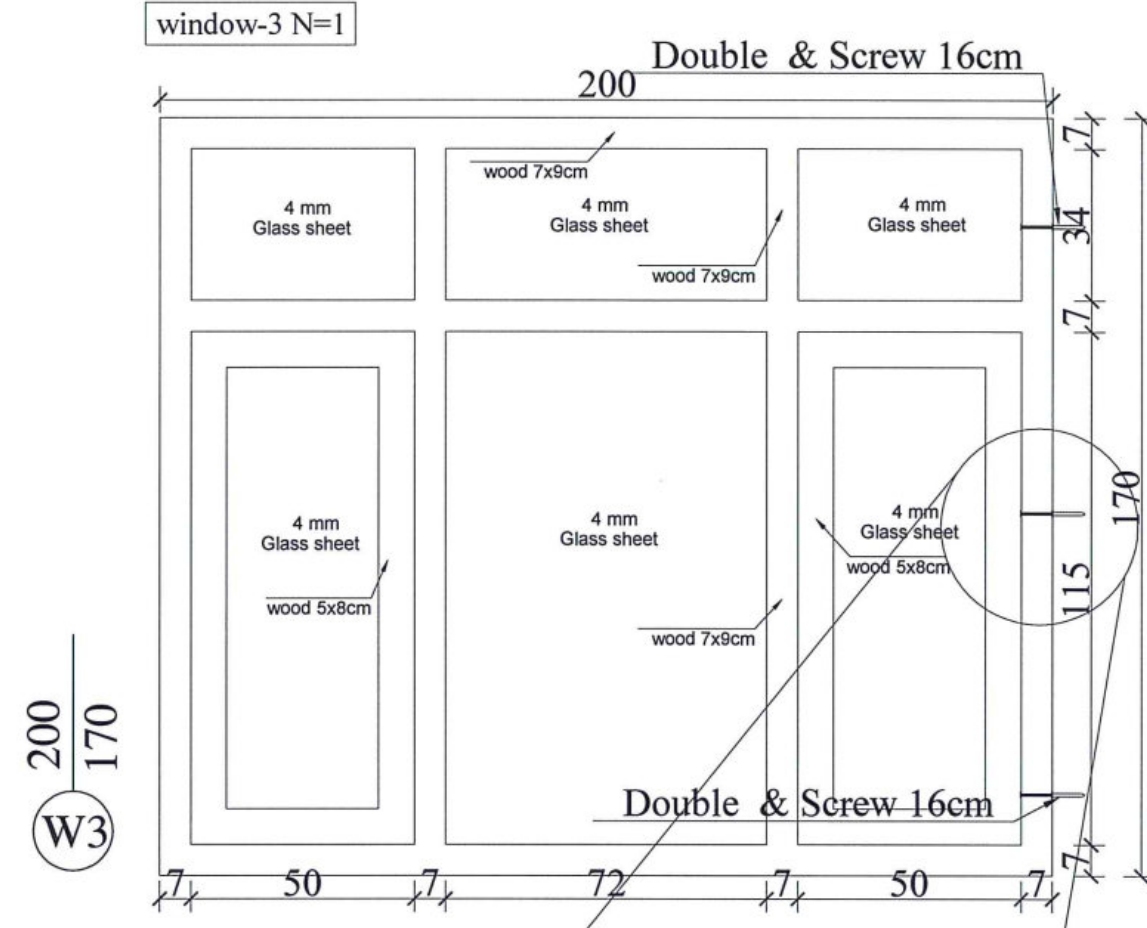 window-3 N=1
Double & Screw 16cm
200
7
wood 7x9cm
4 mm
Glass sheet
4 mm
Glass sheet
4 mm
Glass sheet
34
wood 7x9cm
7
170
4 mm
Glass sheet
4 mm
Glass sheet
4 mm
Glass sheet
wood 5x8cm
wood 5x8cm
115
wood 7x9cm
200
170
W3
Double & Screw 16cm
7
7
50
7
72
7
50
7